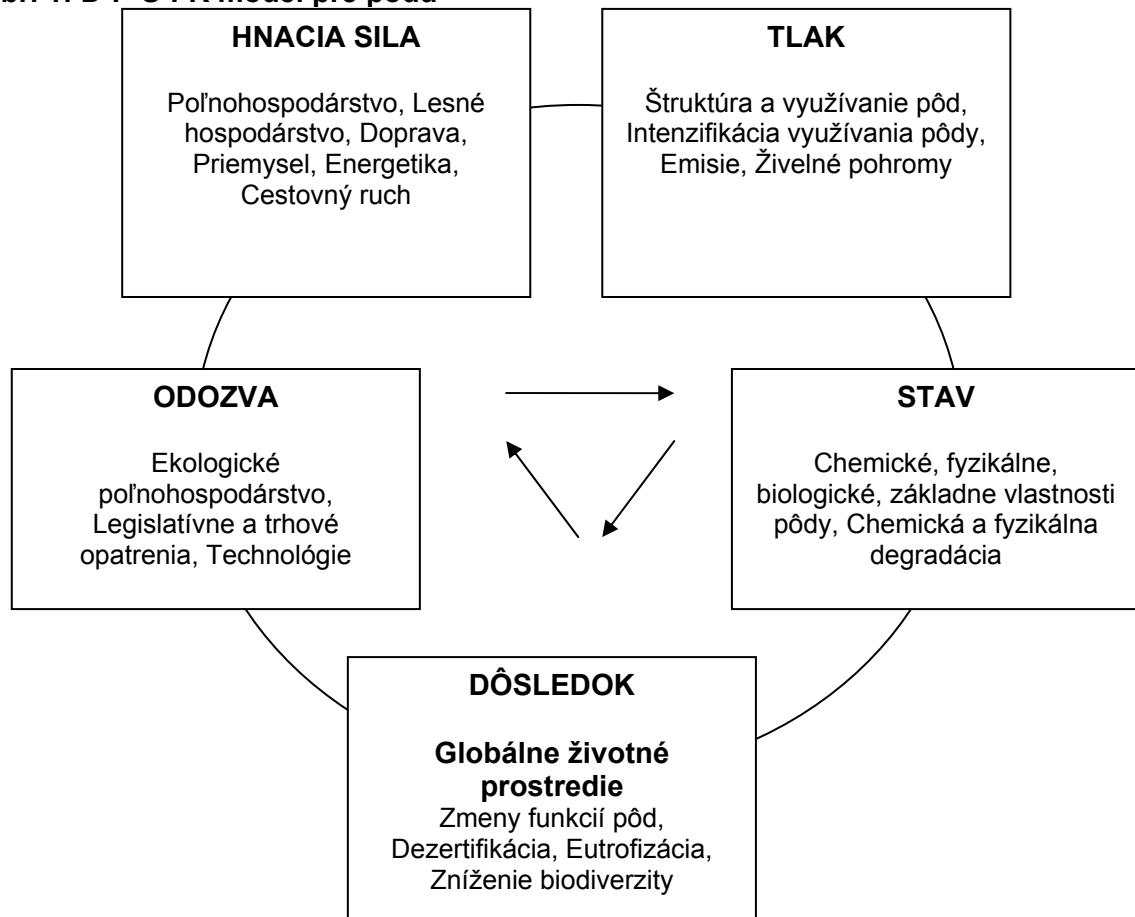 HNACIA SILA
Poľnohospodárstvo, Lesné
hospodárstvo, Doprava,
Priemysel, Energetika,
Cestovný ruch
TLAK
Štruktúra a využívanie pôd,
Intenzifikácia využívania pôdy,
Emisie, Živelné pohromy
ODOZVA
Ekologické
poľnohospodárstvo,
Legislatívne a trhové
opatrenia, Technológie
STAV
Chemické, fyzikálne,
biologické, základne vlastnosti
pôdy, Chemická a fyzikálna
degradácia
DÔSLEDOK
Globálne životné
prostredie
Zmeny funkcií pôd,
Dezertifikácia, Eutrofizácia,
Zníženie biodiverzity